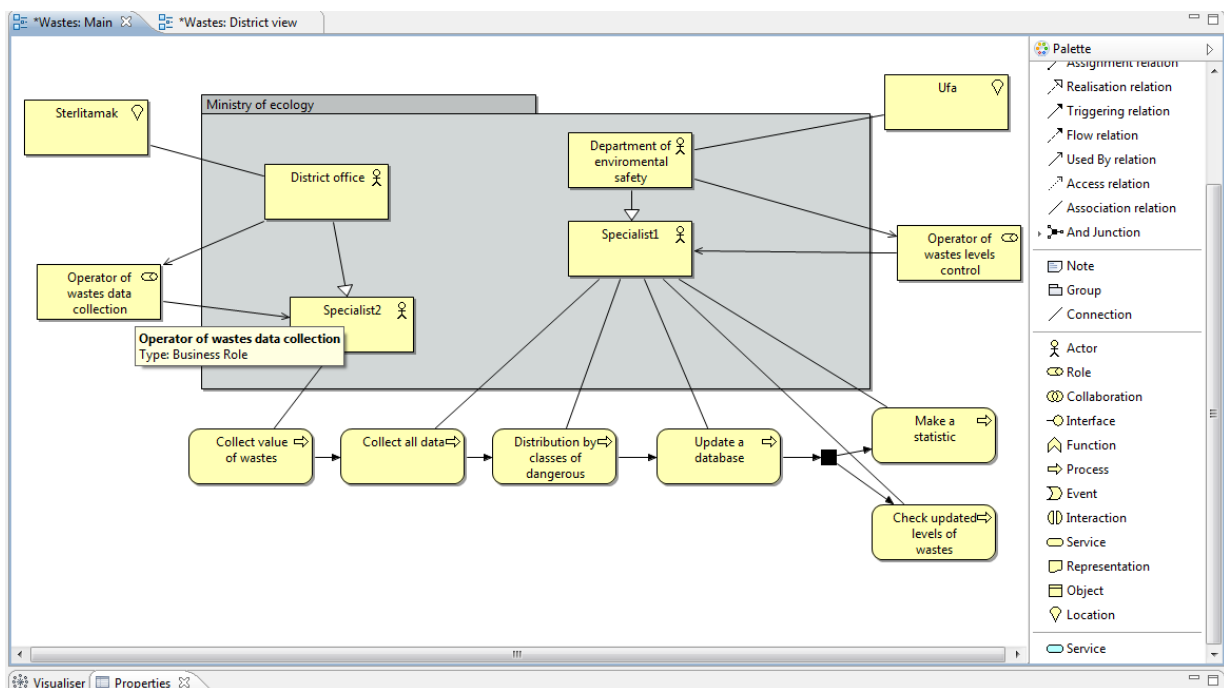 *Wastes: Main
*Wastes: District view
Palette
Assignment relation
Realisation relation
Triggering relation
Flow relation
Used By relation
Access relation
Association relation
And Junction
Note
Group
Connection
Actor
Role
Collaboration
Interface
Function
Process
Event
Interaction
Service
Representation
Object
Location
Service
Sterlitamak
Ministry of ecology
Ufa
District office
Department of
enviromental
safety
Specialist1
Operator of
wastes levels
control
Operator of
wastes data
collection
Specialist2
Operator of wastes data collection
Type: Business Role
Collect value
of wastes
Collect all data
Distribution by
classes of
dangerous
Update a
database
Make a
statistic
Check updated
levels of
wastes
Visualiser
Properties